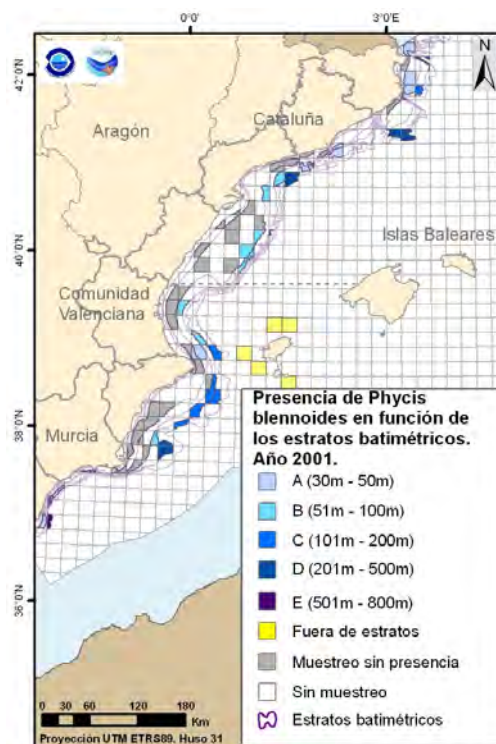 0°0' 3°0'E
N
42°0'N
Cataluña
Aragón
40°0'N
Islas Baleares
Comunidad
Valenciana
38°0'N
Murcia
36°0'N
Presencia de Phycis
blennoides en función de
los estratos batimétricos.
Año 2001.
A (30m - 50m)
B (51m - 100m)
C (101m - 200m)
D (201m - 500m)
E (501m - 800m)
Fuera de estratos
Muestreo sin presencia
Sin muestreo
Estratos batimétricos
0 30 60 120 180
Km
Proyección UTM ETRS89. Huso 31